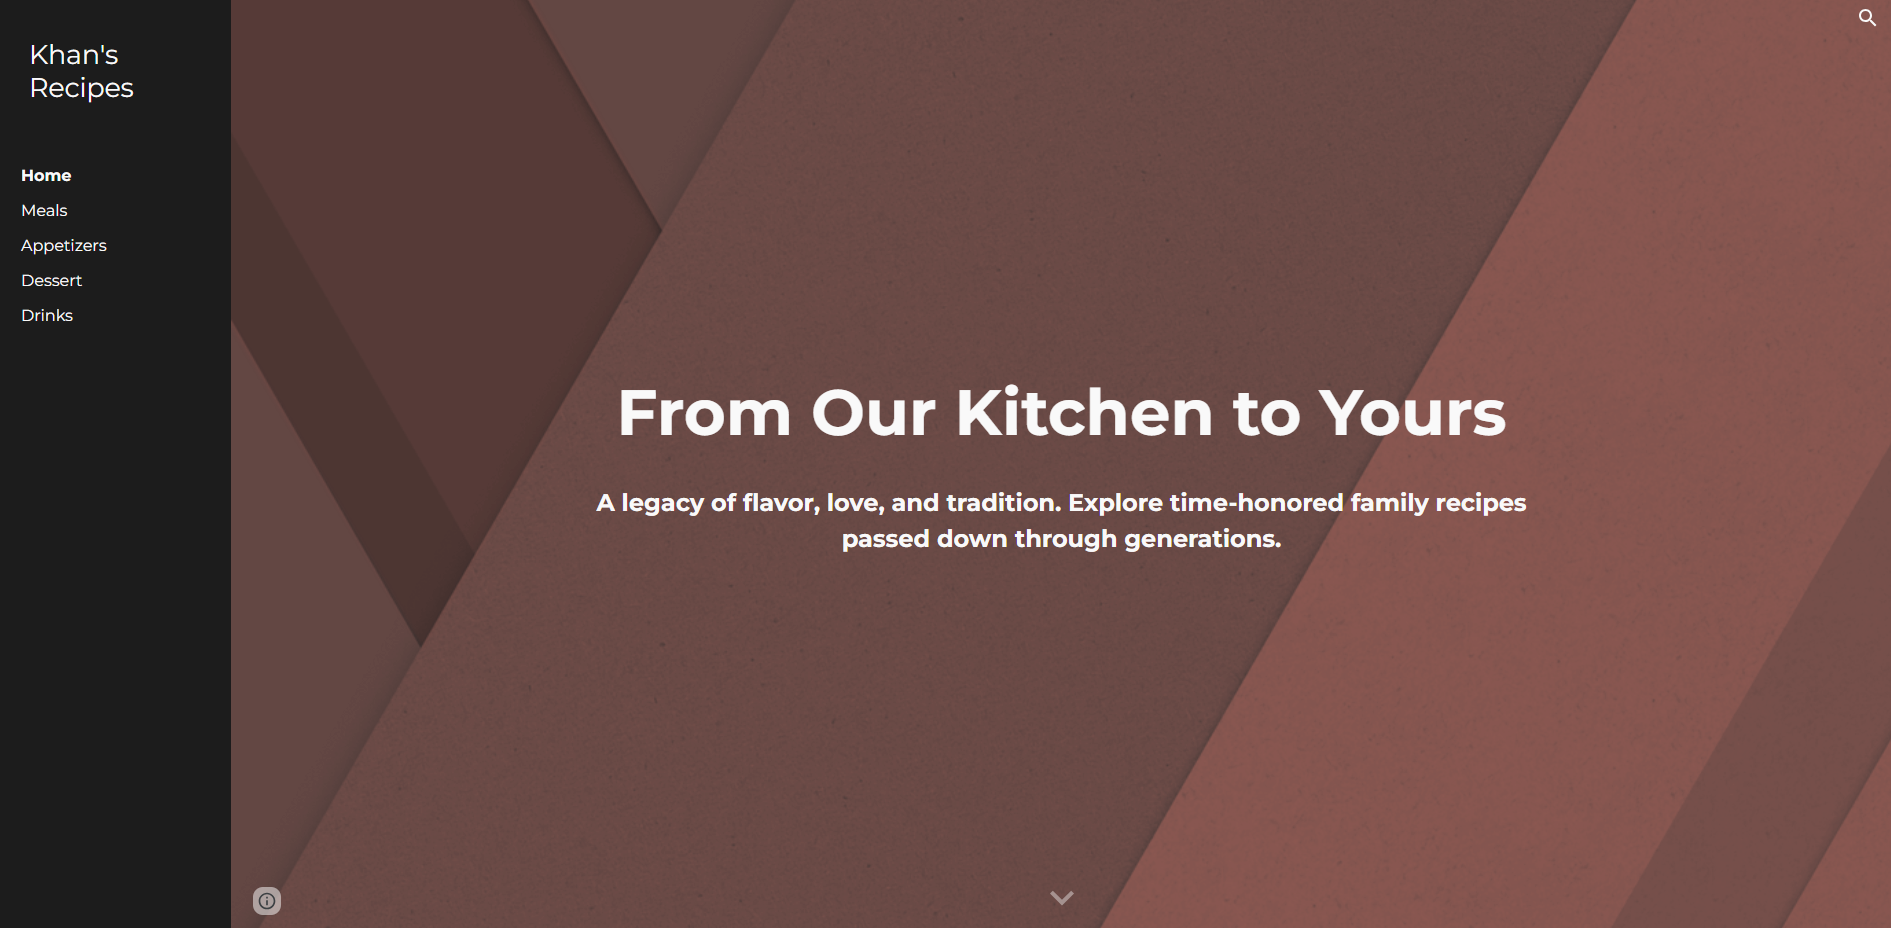 Khan's
Recipes
Home
Meals
Appetizers
Dessert
Drinks
From Our Kitchen to Yours
A legacy of flavor, love, and tradition. Explore time-honored family recipes
passed down through generations.